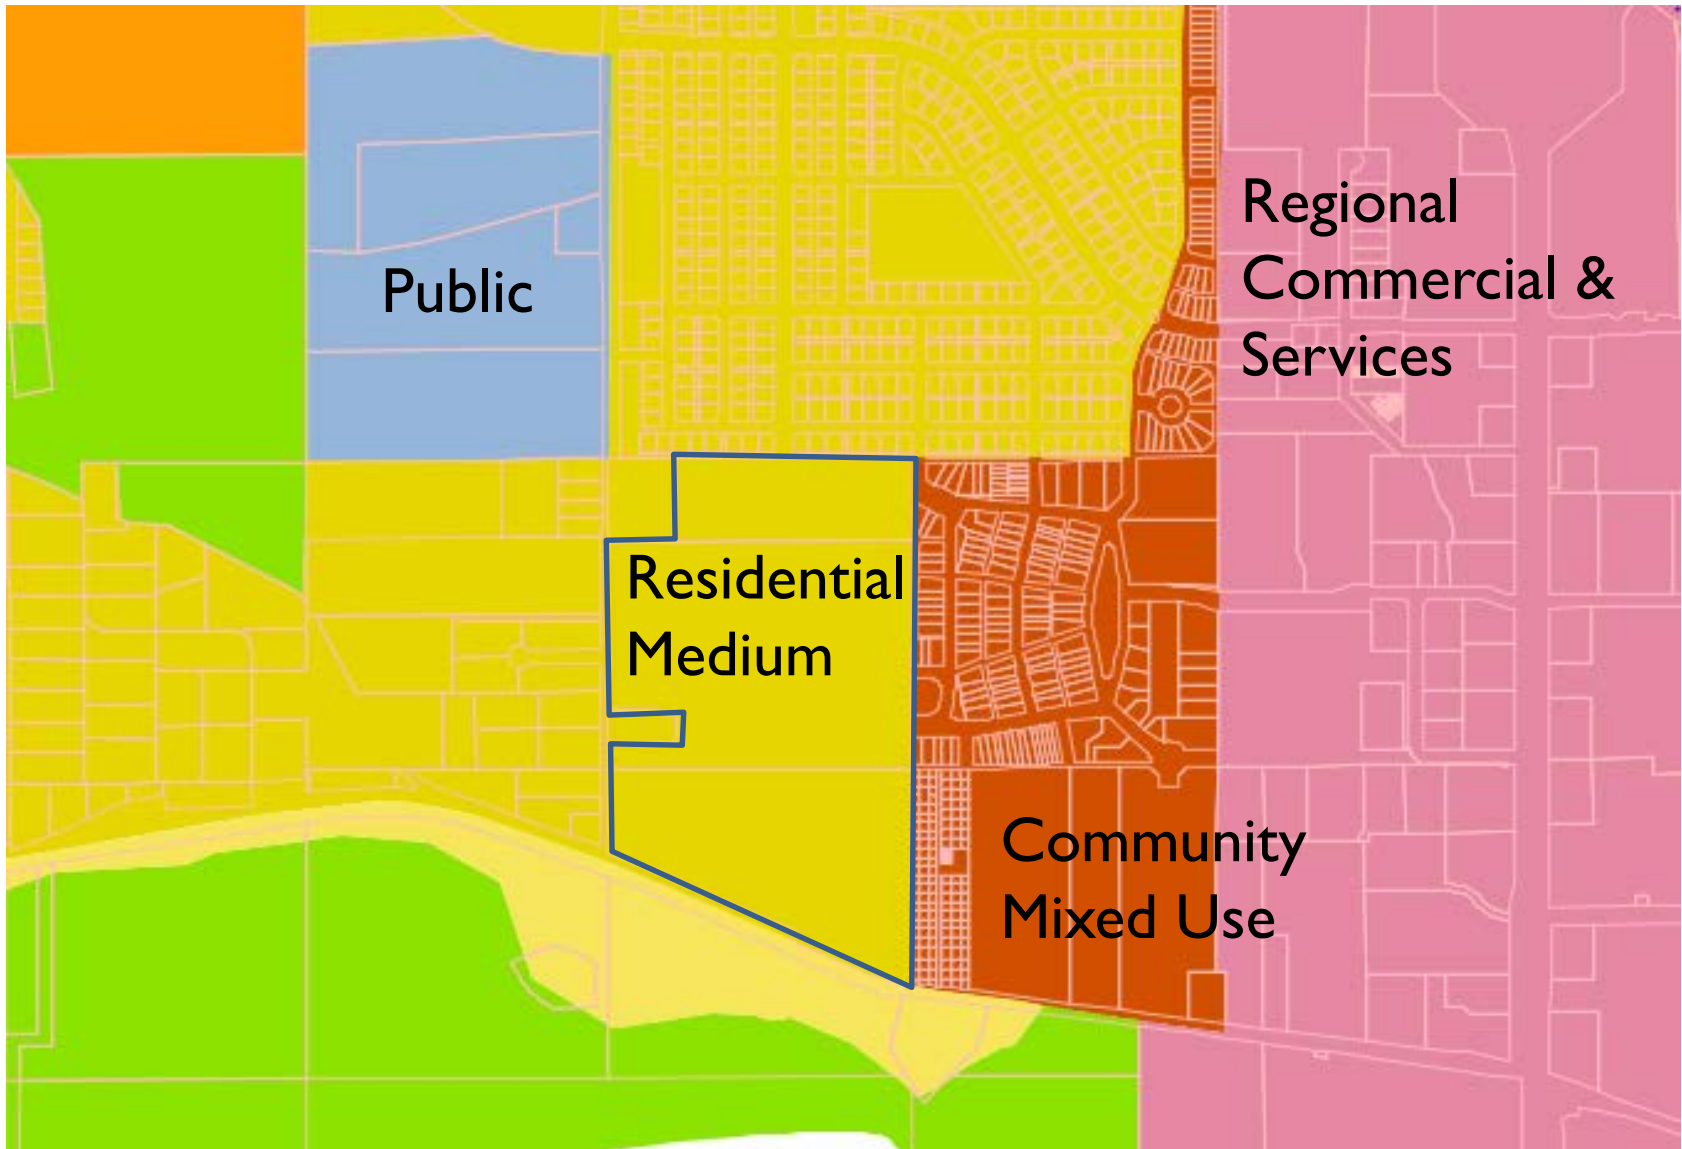 Regional
Commercial &
Services
Public
Residential
Medium
Community
Mixed Use